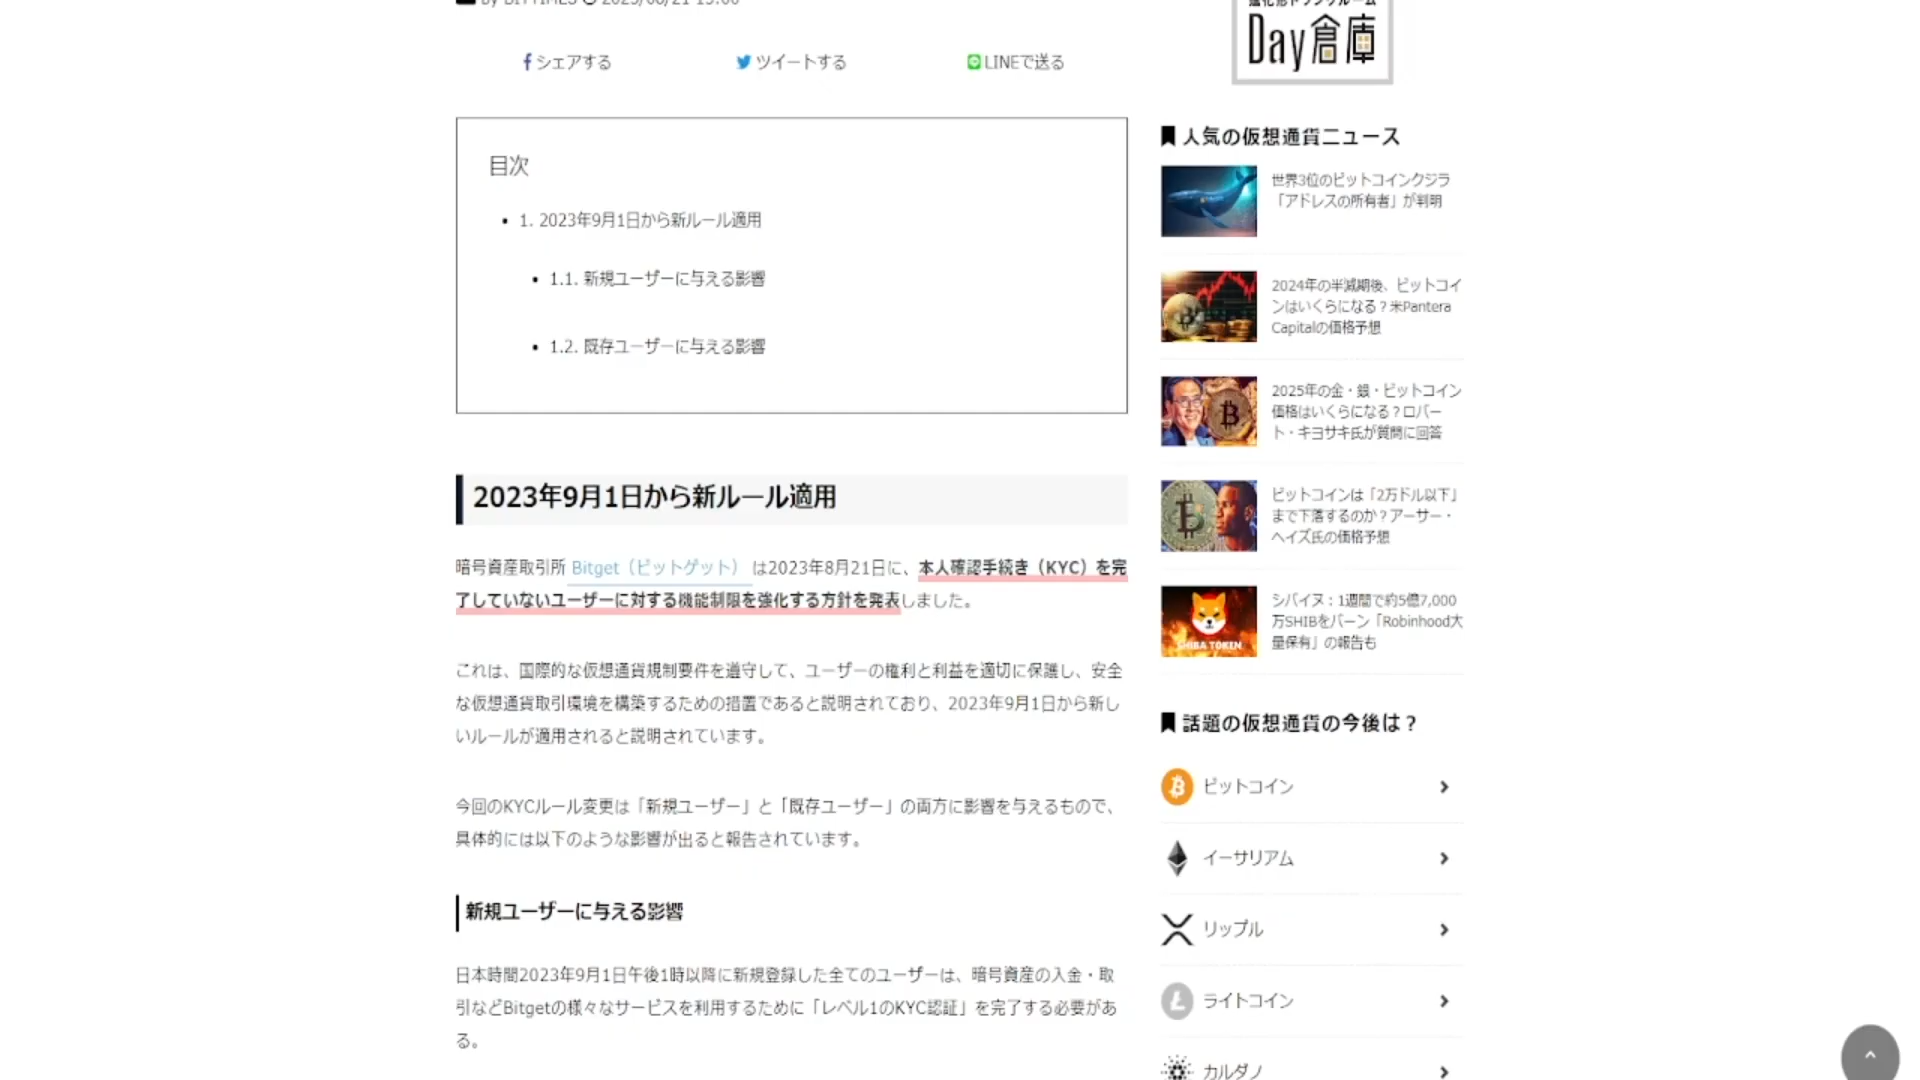 by BITTIMES 2023/08/21 15:00
シェアする
ツイートする
LINEで送る
目次
1. 2023年9月1日から新ルール適用
1.1. 新規ユーザーに与える影響
1.2. 既存ユーザーに与える影響
2023年9月1日から新ルール適用
暗号資産取引所 Bitget（ビットゲット） は2023年8月21日に、本人確認手続き（KYC）を完
了していないユーザーに対する機能制限を強化する方針を発表しました。
これは、国際的な仮想通貨規制要件を遵守して、ユーザーの権利と利益を適切に保護し、安全
な仮想通貨取引環境を構築するための措置であると説明されており、2023年9月1日から新し
いルールが適用されると説明されています。
今回のKYCルール変更は「新規ユーザー」と「既存ユーザー」の両方に影響を与えるもので、
具体的には以下のような影響が出ると報告されています。
新規ユーザーに与える影響
日本時間2023年9月1日午後1時以降に新規登録した全てのユーザーは、暗号資産の入金・取
引などBitgetの様々なサービスを利用するために「レベル1のKYC認証」を完了する必要があ
る。
Day倉庫
人気の仮想通貨ニュース
世界3位のビットコインクジラ
「アドレスの所有者」が判明
2024年の半減期後、ビットコイ
ンはいくらになる？米Pantera
Capitalの価格予想
2025年の金・銀・ビットコイン
価格はいくらになる？ロバー
ト・キヨサキ氏が質問に回答
ビットコインは「2万ドル以下」
まで下落するのか？アーサー・
ヘイズ氏の価格予想
SHIBA TOKEN
シバイヌ：1週間で約5億7,000
万SHIBをバーン「Robinhood大
量保有」の報告も
話題の仮想通貨の今後は？
ビットコイン
イーサリアム
リップル
ライトコイン
カルダノ